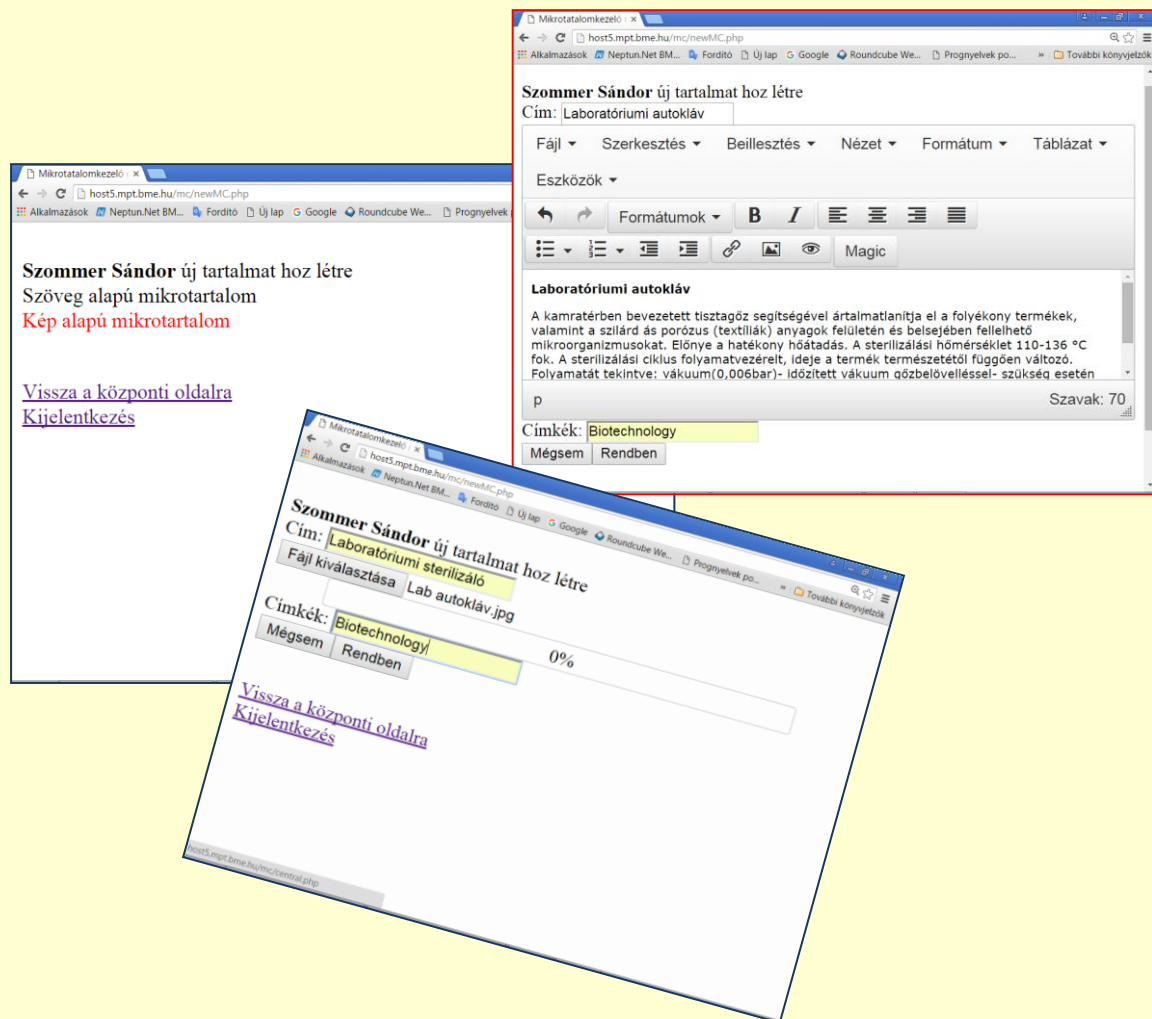 Mikrotatalomkezelő :
host5.mpt.bme.hu/mc/newMC.php
Alkalmazások Neptun.Net BM... Fordító Új lap Google Roundcube We... Prognyelvek
Szommer Sándor új tartalmat hoz létre
Szöveg alapú mikrotartalom
Kép alapú mikrotartalom
Vissza a központi oldalra
Kijelentkezés
Mikrotatalomkezelő :
host5.mpt.bme.hu/mc/newMC.php
Alkalmazások Neptun.Net BM... Fordító Új lap Google Roundcube We... Prognyelvek po... » További könyvjelzők
Szommer Sándor új tartalmat hoz létre
Cím: Laboratóriumi autokláv
Fájl Szerkesztés Beillesztés Nézet Formátum Táblázat
Eszközök
Formátumok B I
Magic
Laboratóriumi autokláv
A kamratérben bevezetett tisztagőz segítségével ártalmatlanítja el a folyékony termékek,
valamint a szilárd ás porózus (textíliák) anyagok felületén és belsejében fellelhető
mikroorganizmusokat. Előnye a hatékony hőátadás. A sterilizálási hőmérséklet 110-136 °C
fok. A sterilizálási ciklus folyamatvezérelt, ideje a termék természetétől függően változó.
Folyamatát tekintve: vákuum(0,006bar)- időzített vákuum gőzbelövelléssel- szükség esetén
p Szavak: 70
Címkék: Biotechnology
Mégsem Rendben
Mikrotatalomkezelő :
host5.mpt.bme.hu/mc/newMC.php
Alkalmazások Neptun.Net BM... Fordító Új lap Google Roundcube We... Prognyelvek po... » További könyvjelzők
Szommer Sándor új tartalmat hoz létre
Cím: Laboratóriumi sterilizáló
Fájl kiválasztása Lab autokláv.jpg
0%
Címkék: Biotechnology
Mégsem Rendben
Vissza a központi oldalra
Kijelentkezés
host5.mpt.bme.hu/mc/central.php